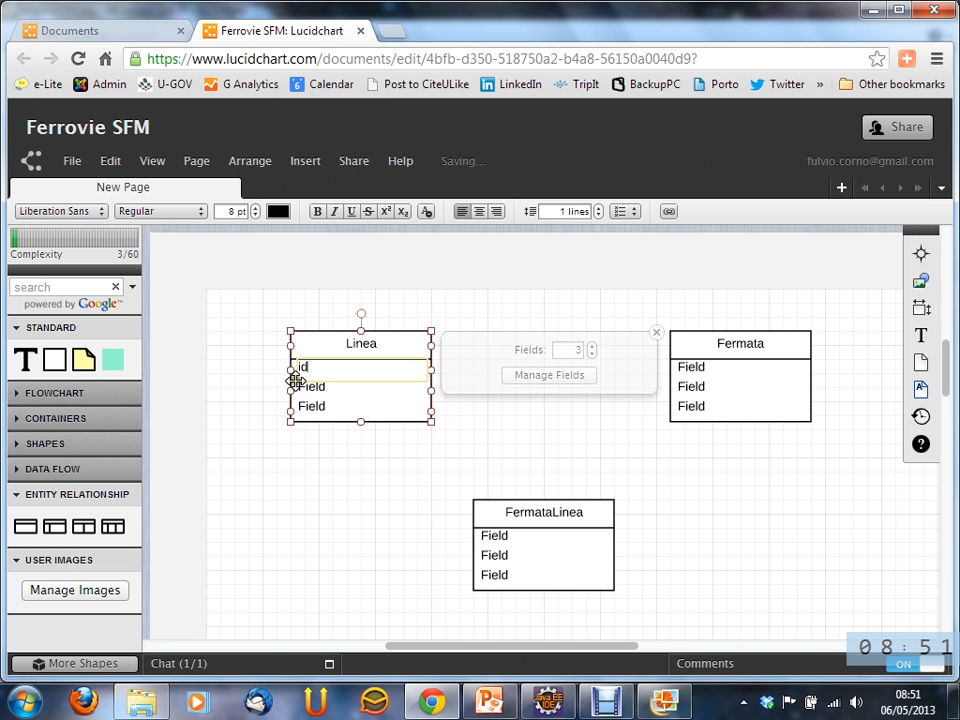 Documents
Ferrovie SFM: Lucidchart
https://www.lucidchart.com/documents/edit/4bfb-d350-518750a2-b4a8-56150a0040d9?
e-Lite Admin U-GOV G Analytics Calendar Post to CiteULike LinkedIn TripIt BackupPC Porto Twitter » Other bookmarks
Ferrovie SFM
Share
File Edit View Page Arrange Insert Share Help Saving... fulvio.corno@gmail.com
New Page
Liberation Sans Regular 8 pt B I U S X² X₂ 1 lines
Complexity 3/60
search
powered by Google™
STANDARD
T
FLOWCHART
CONTAINERS
SHAPES
DATA FLOW
ENTITY RELATIONSHIP
USER IMAGES
Manage Images
Linea
id
Field
Field
Fields: 3
Manage Fields
Fermata
Field
Field
Field
FermataLinea
Field
Field
Field
T
A
?
More Shapes Chat (1/1) Comments ON
08:51
08:51
06/05/2013